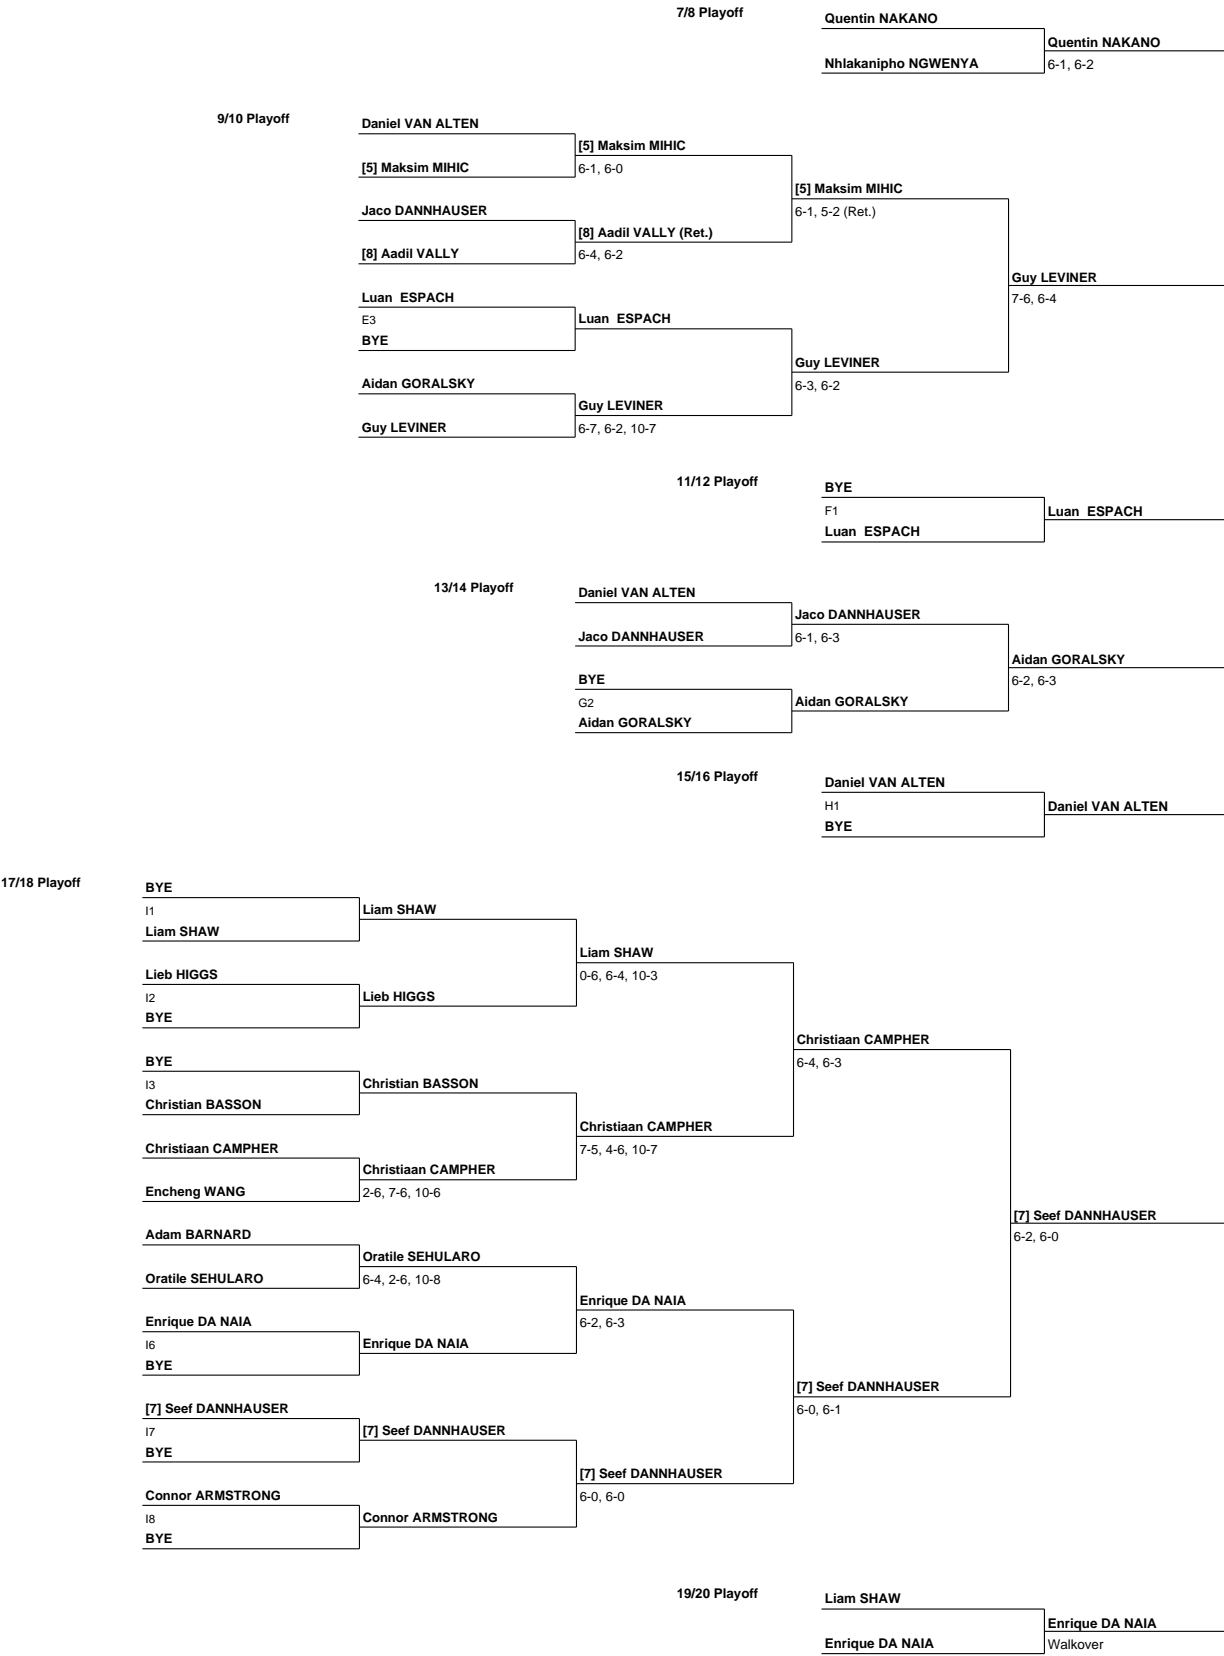 7/8 Playoff
Quentin NAKANO
Quentin NAKANO
Nhlakanipho NGWENYA
6-1, 6-2
9/10 Playoff
Daniel VAN ALTEN
[5] Maksim MIHIC
[5] Maksim MIHIC
6-1, 6-0
[5] Maksim MIHIC
Jaco DANNHAUSER
6-1, 5-2 (Ret.)
[8] Aadil VALLY (Ret.)
[8] Aadil VALLY
6-4, 6-2
Guy LEVINER
Luan  ESPACH
7-6, 6-4
E3
Luan  ESPACH
BYE
Guy LEVINER
Aidan GORALSKY
6-3, 6-2
Guy LEVINER
Guy LEVINER
6-7, 6-2, 10-7
11/12 Playoff
BYE
F1
Luan  ESPACH
Luan  ESPACH
13/14 Playoff
Daniel VAN ALTEN
Jaco DANNHAUSER
Jaco DANNHAUSER
6-1, 6-3
Aidan GORALSKY
BYE
6-2, 6-3
G2
Aidan GORALSKY
Aidan GORALSKY
15/16 Playoff
Daniel VAN ALTEN
H1
Daniel VAN ALTEN
BYE
17/18 Playoff
BYE
I1
Liam SHAW
Liam SHAW
Liam SHAW
Lieb HIGGS
0-6, 6-4, 10-3
I2
Lieb HIGGS
BYE
Christiaan CAMPHER
BYE
6-4, 6-3
I3
Christian BASSON
Christian BASSON
Christiaan CAMPHER
Christiaan CAMPHER
7-5, 4-6, 10-7
Christiaan CAMPHER
Encheng WANG
2-6, 7-6, 10-6
[7] Seef DANNHAUSER
Adam BARNARD
6-2, 6-0
Oratile SEHULARO
Oratile SEHULARO
6-4, 2-6, 10-8
Enrique DA NAIA
Enrique DA NAIA
6-2, 6-3
I6
Enrique DA NAIA
BYE
[7] Seef DANNHAUSER
[7] Seef DANNHAUSER
6-0, 6-1
I7
[7] Seef DANNHAUSER
BYE
[7] Seef DANNHAUSER
Connor ARMSTRONG
6-0, 6-0
I8
Connor ARMSTRONG
BYE
19/20 Playoff
Liam SHAW
Enrique DA NAIA
Enrique DA NAIA
Walkover